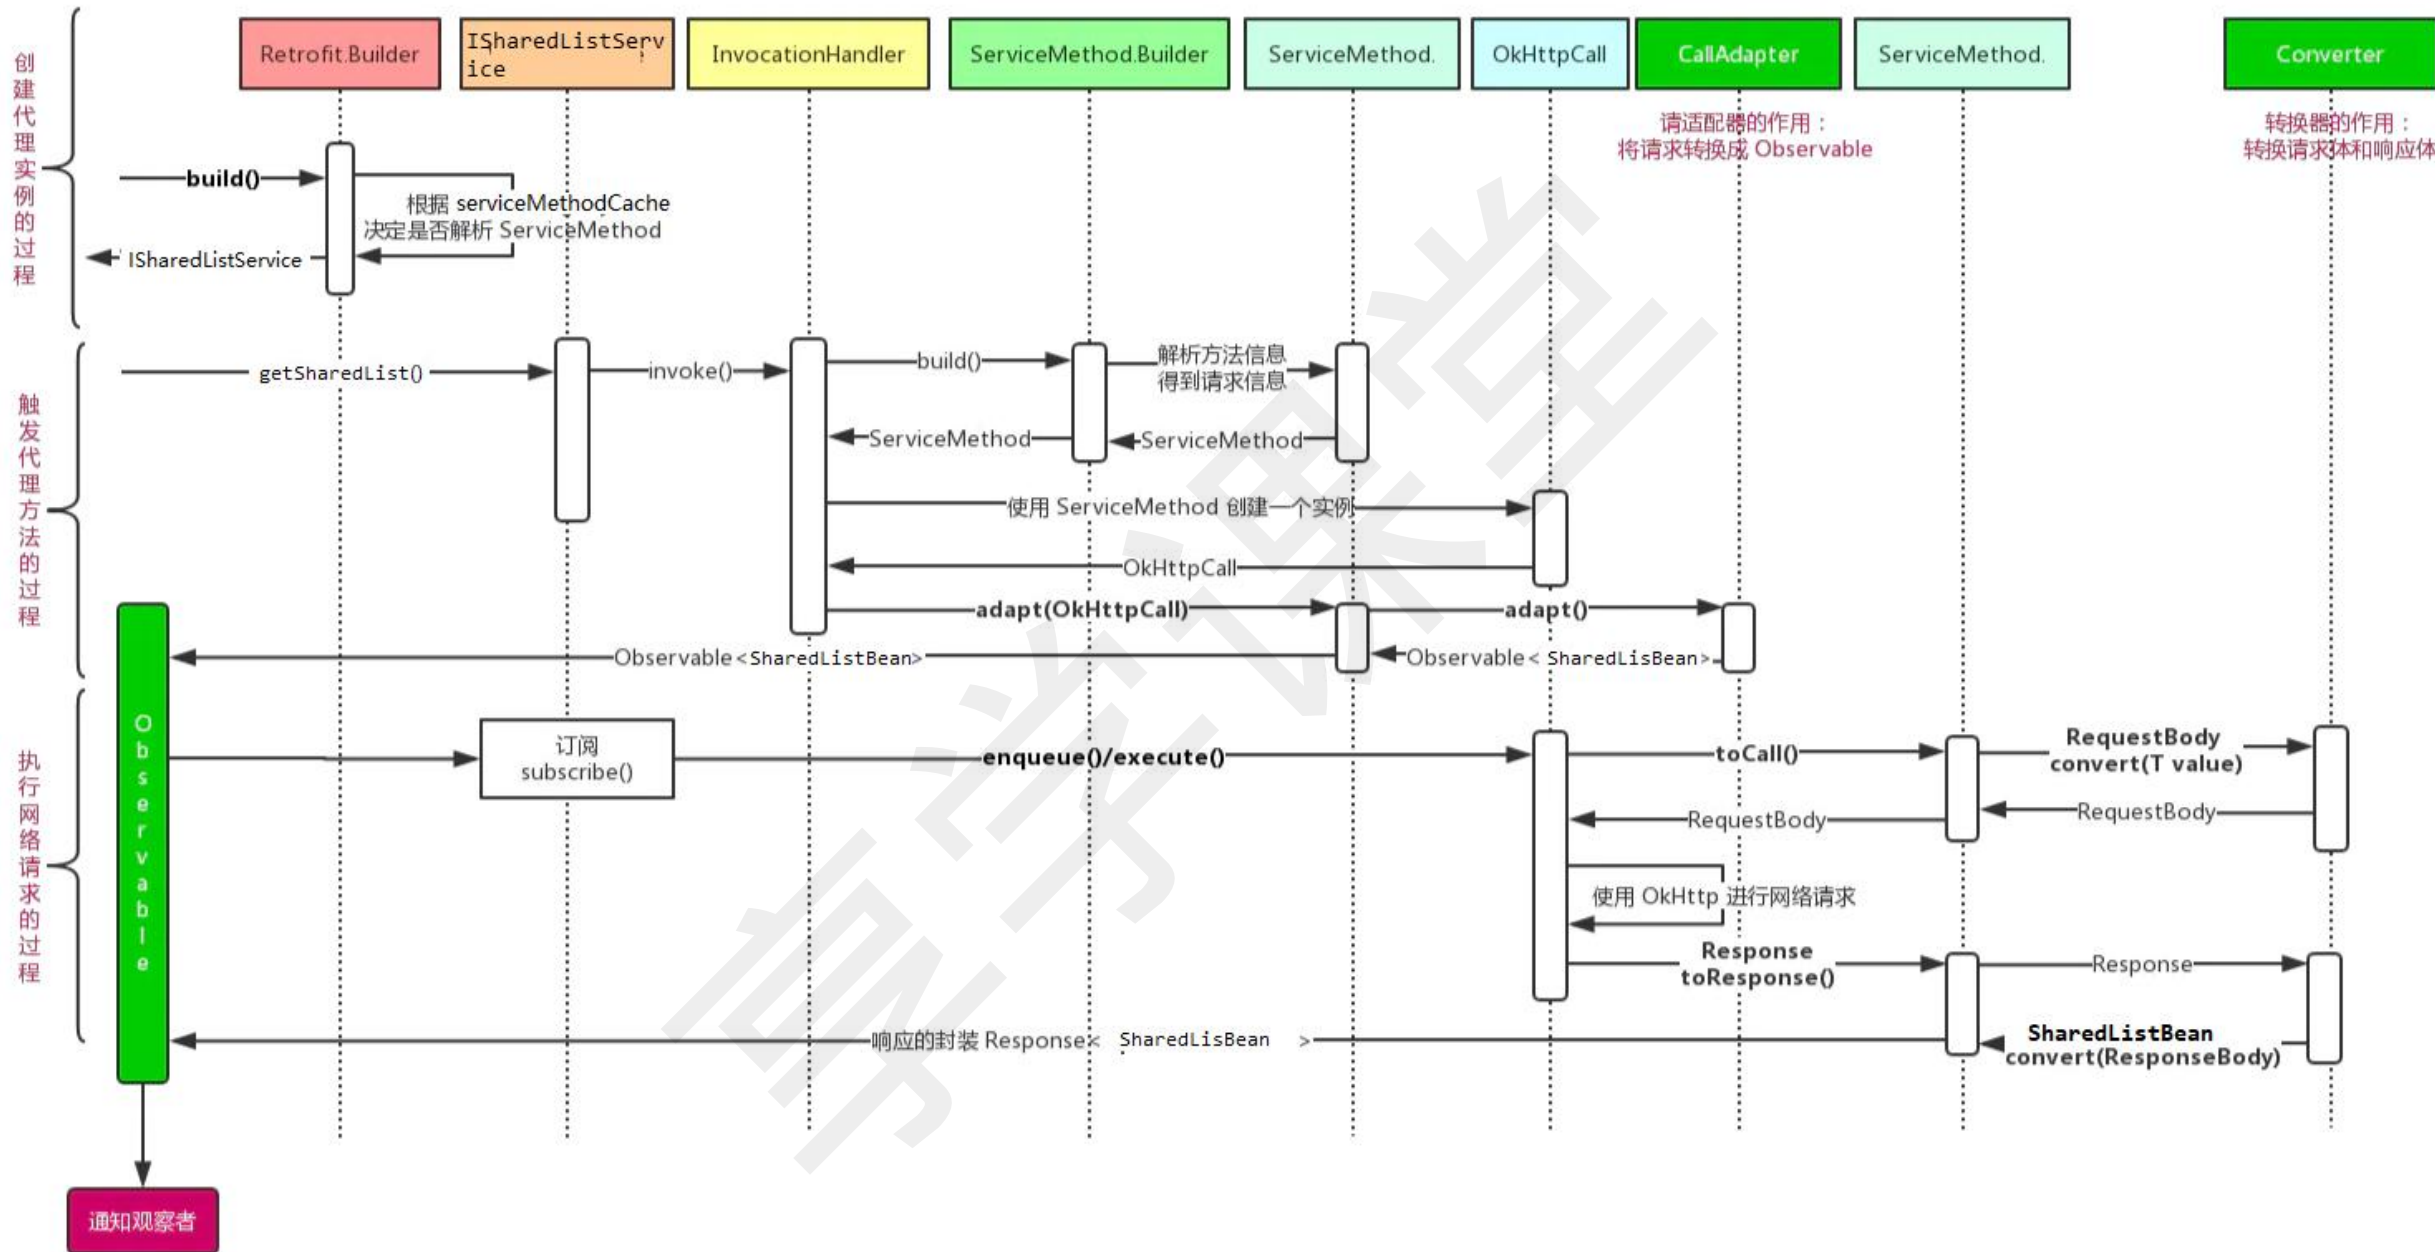 创建代理实例的过程
Retrofit.Builder
ISharedListServ
ice
InvocationHandler
ServiceMethod.Builder
ServiceMethod.
OkHttpCall
CallAdapter
ServiceMethod.
Converter
请适配器的作用：
将请求转换成 Observable
转换器的作用：
转换请求体和响应体
build()
根据 serviceMethodCache
决定是否解析 ServiceMethod
ISharedListService
触发代理方法的过程
getSharedList()
invoke()
build()
解析方法信息
得到请求信息
ServiceMethod
ServiceMethod
使用 ServiceMethod 创建一个实例
OkHttpCall
adapt(OkHttpCall)
adapt()
Observable<SharedListBean>
Observable< SharedLisBean>
执行网络请求的过程
Observable
订阅
subscribe()
enqueue()/execute()
toCall()
RequestBody
convert(T value)
RequestBody
RequestBody
使用 OkHttp 进行网络请求
Response
toResponse()
Response
响应的封装 Response< SharedLisBean >
SharedListBean
convert(ResponseBody)
通知观察者
享学课堂